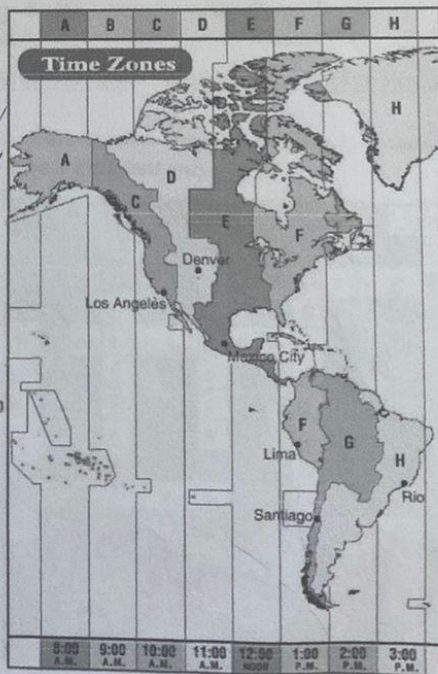 A B C D E F G H
Time Zones
H
A
D
C
E
F
Denver
Los Angeles
Mexico City
F
G
Lima
H
Rio
Santiago
8:00 9:00 10:00 11:00 12:00 1:00 2:00 3:00
A.M. A.M. A.M. A.M. NOON P.M. P.M. P.M.